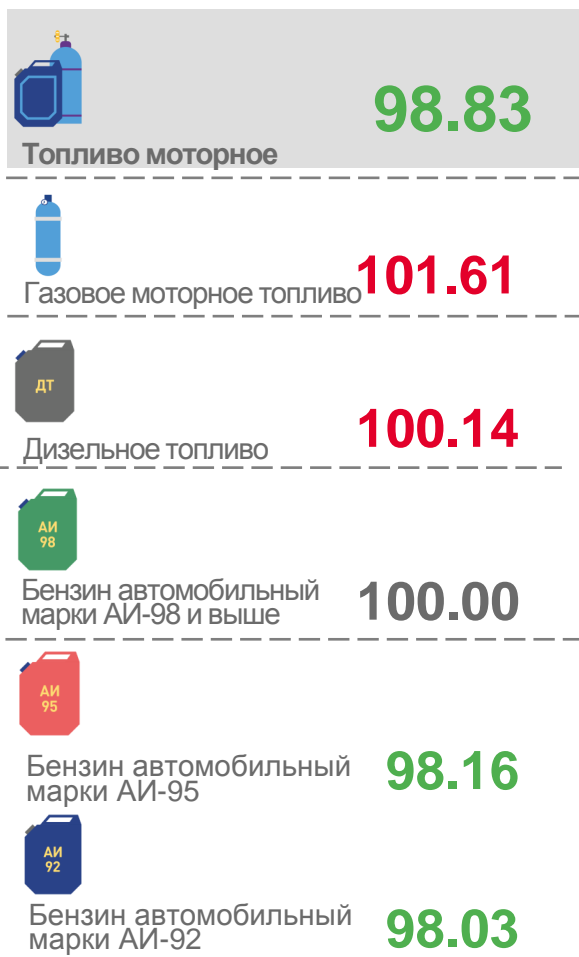 98.83
Топливо моторное
Газовое моторное топливо 101.61
ДТ
Дизельное топливо 100.14
АИ
98
Бензин автомобильный
марки АИ-98 и выше
100.00
АИ
95
Бензин автомобильный
марки АИ-95
98.16
АИ
92
Бензин автомобильный
марки АИ-92
98.03